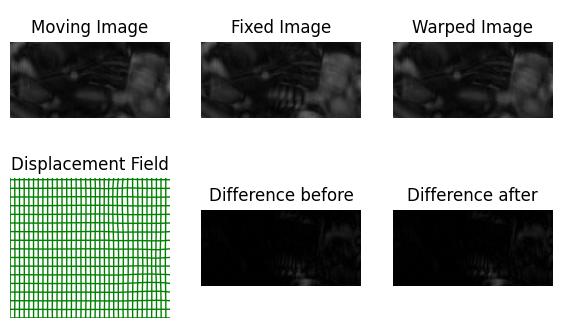 Moving Image
Fixed Image
Warped Image
Displacement Field
Difference before
Difference after